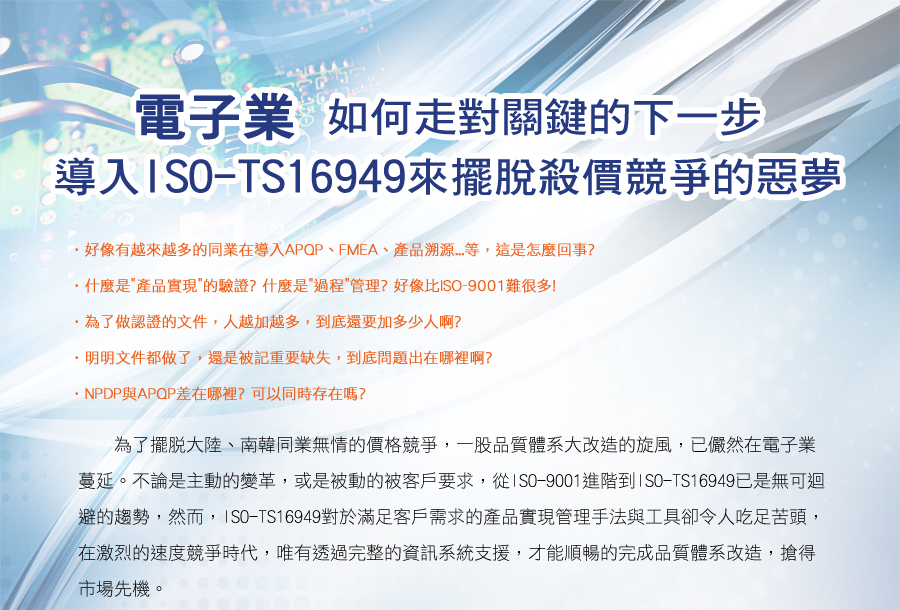 電子業 如何走對關鍵的下一步
導入ISO-TS16949來擺脫殺價競爭的惡夢
·好像有越來越多的同業在導入APQP、FMEA、產品溯源...等，這是怎麼回事?
·什麼是"產品實現"的驗證? 什麼是"過程"管理? 好像比ISO-9001難很多!
·為了做認證的文件，人越加越多，到底還要加多少人啊?
·明明文件都做了，還是被記重要缺失，到底問題出在哪裡啊?
·NPDP與APQP差在哪裡? 可以同時存在嗎?
為了擺脫大陸、南韓同業無情的價格競爭，一股品質體系大改造的旋風，已儼然在電子業
蔓延。不論是主動的變革，或是被動的被客戶要求，從ISO-9001進階到ISO-TS16949已是無可迴
避的趨勢，然而，ISO-TS16949對於滿足客戶需求的產品實現管理手法與工具卻令人吃足苦頭，
在激烈的速度競爭時代，唯有透過完整的資訊系統支援，才能順暢的完成品質體系改造，搶得
市場先機。